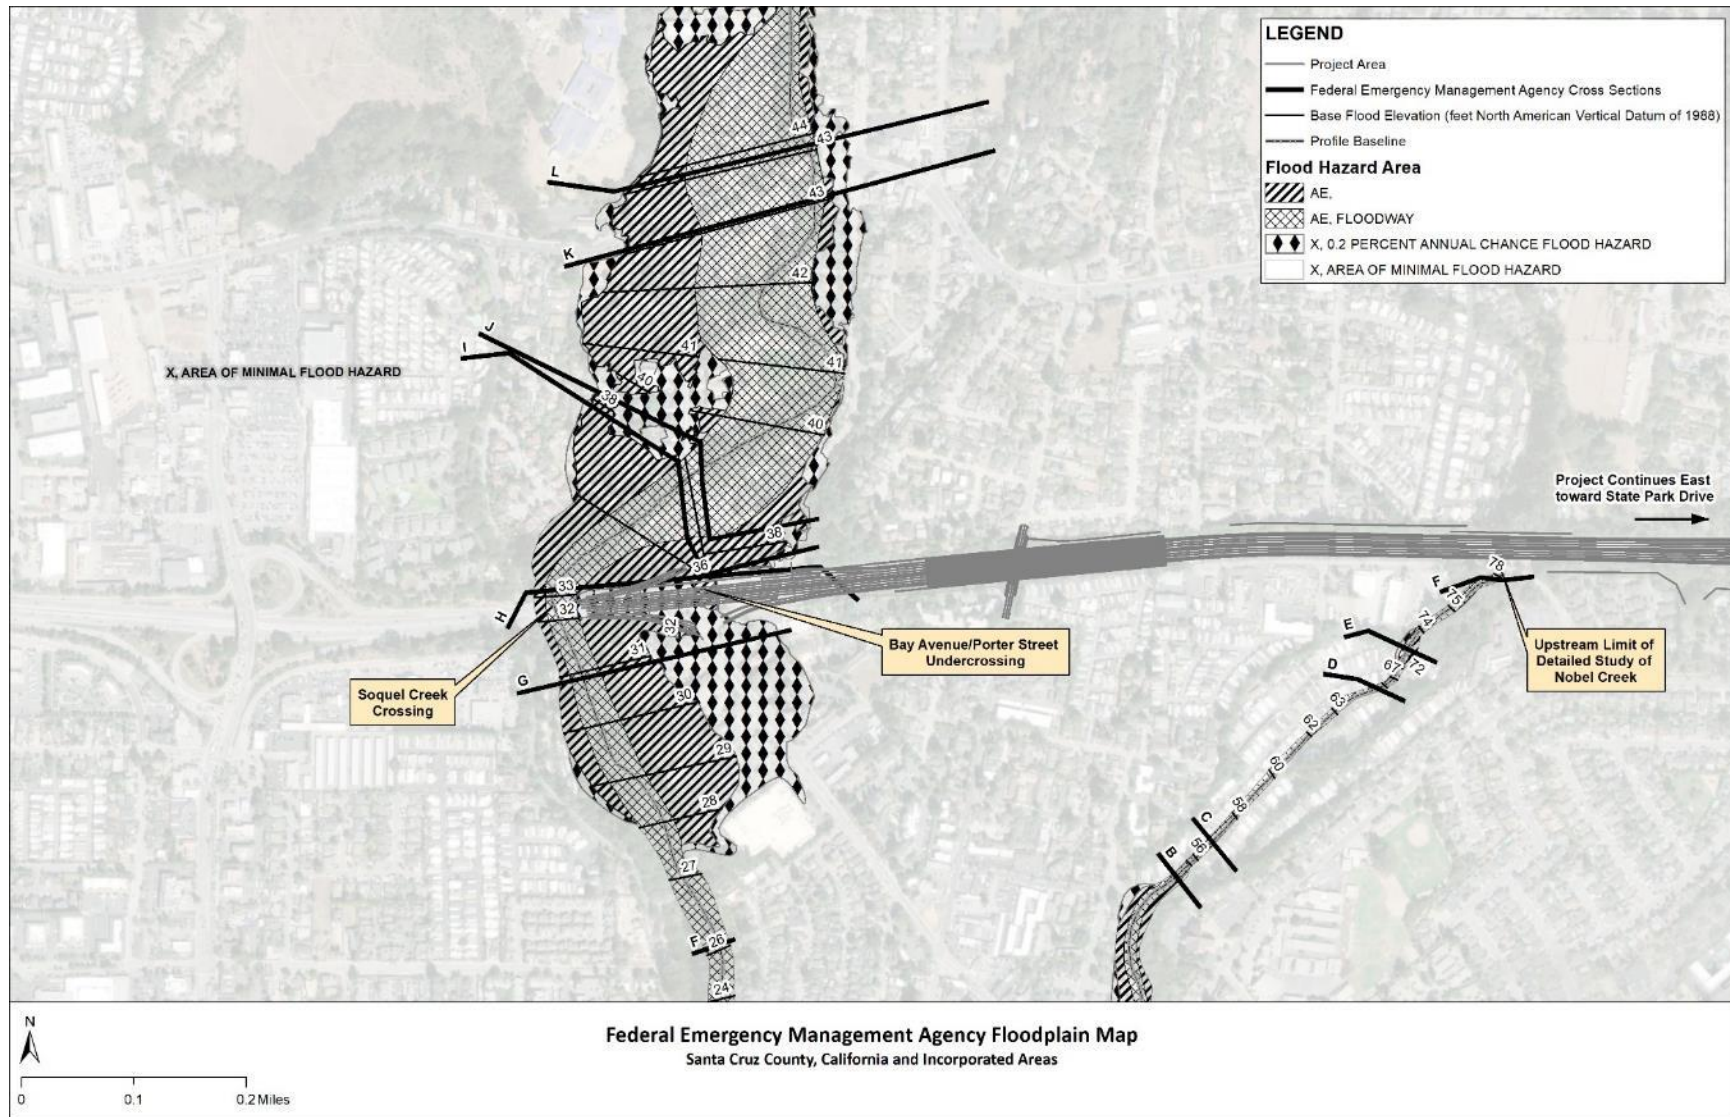 LEGEND
Project Area
Federal Emergency Management Agency Cross Sections
Base Flood Elevation (feet North American Vertical Datum of 1988)
Profile Baseline
Flood Hazard Area
AE,
AE, FLOODWAY
X, 0.2 PERCENT ANNUAL CHANCE FLOOD HAZARD
X, AREA OF MINIMAL FLOOD HAZARD
44
43
L
43
K
42
J
I
41
41
X, AREA OF MINIMAL FLOOD HAZARD
40
38
40
Project Continues East
toward State Park Drive
38
36
78
33
F
75
32
H
32
74
E
Bay Avenue/Porter Street
Undercrossing
Upstream Limit of
Detailed Study of
Nobel Creek
31
72
67
D
G
30
Soquel Creek
Crossing
63
62
29
60
28
58
C
56
B
27
F
26
24
N
Federal Emergency Management Agency Floodplain Map
Santa Cruz County, California and Incorporated Areas
0
0.1
0.2 Miles